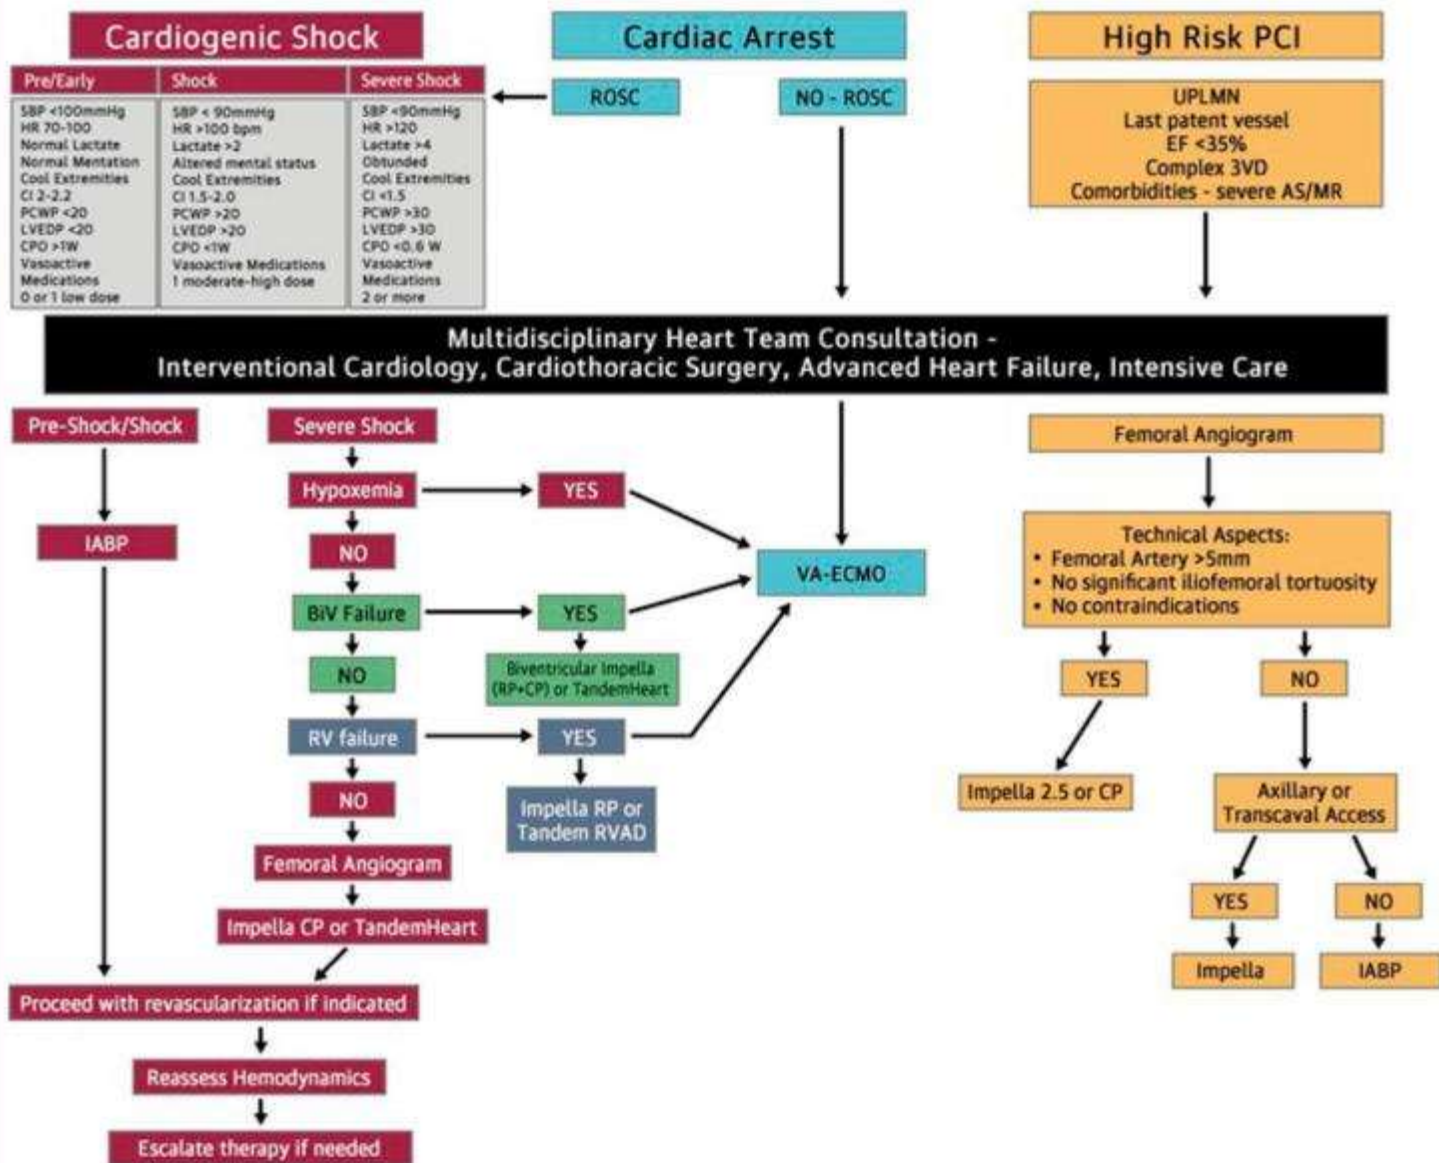 Cardiogenic Shock
Cardiac Arrest
High Risk PCI
Pre/Early
Shock
Severe Shock
SBP <100mmHg
HR 70-100
Normal Lactate
Normal Mentation
Cool Extremities
CI 2-2.2
PCWP <20
LVEDP <20
CPO >1W
Vasoactive
Medications
0 or 1 low dose
SBP < 90mmHg
HR >100 bpm
Lactate >2
Altered mental status
Cool Extremities
CI 1.5-2.0
PCWP >20
LVEDP >20
CPO <1W
Vasoactive Medications
1 moderate-high dose
SBP <90mmHg
HR >120
Lactate >4
Obtunded
Cool Extremities
CI <1.5
PCWP >30
LVEDP >30
CPO <0.6 W
Vasoactive
Medications
2 or more
ROSC
NO - ROSC
UPLMN
Last patent vessel
EF <35%
Complex 3VD
Comorbidities - severe AS/MR
Multidisciplinary Heart Team Consultation -
Interventional Cardiology, Cardiothoracic Surgery, Advanced Heart Failure, Intensive Care
Pre-Shock/Shock
IABP
Severe Shock
Hypoxemia
YES
NO
BiV Failure
YES
NO
Biventricular Impella
(RP+CP) or TandemHeart
RV failure
YES
NO
Impella RP or
Tandem RVAD
Femoral Angiogram
Impella CP or TandemHeart
Proceed with revascularization if indicated
Reassess Hemodynamics
Escalate therapy if needed
VA-ECMO
Femoral Angiogram
Technical Aspects:
• Femoral Artery >5mm
• No significant iliofemoral tortuosity
• No contraindications
YES
NO
Impella 2.5 or CP
Axillary or
Transcaval Access
YES
NO
Impella
IABP